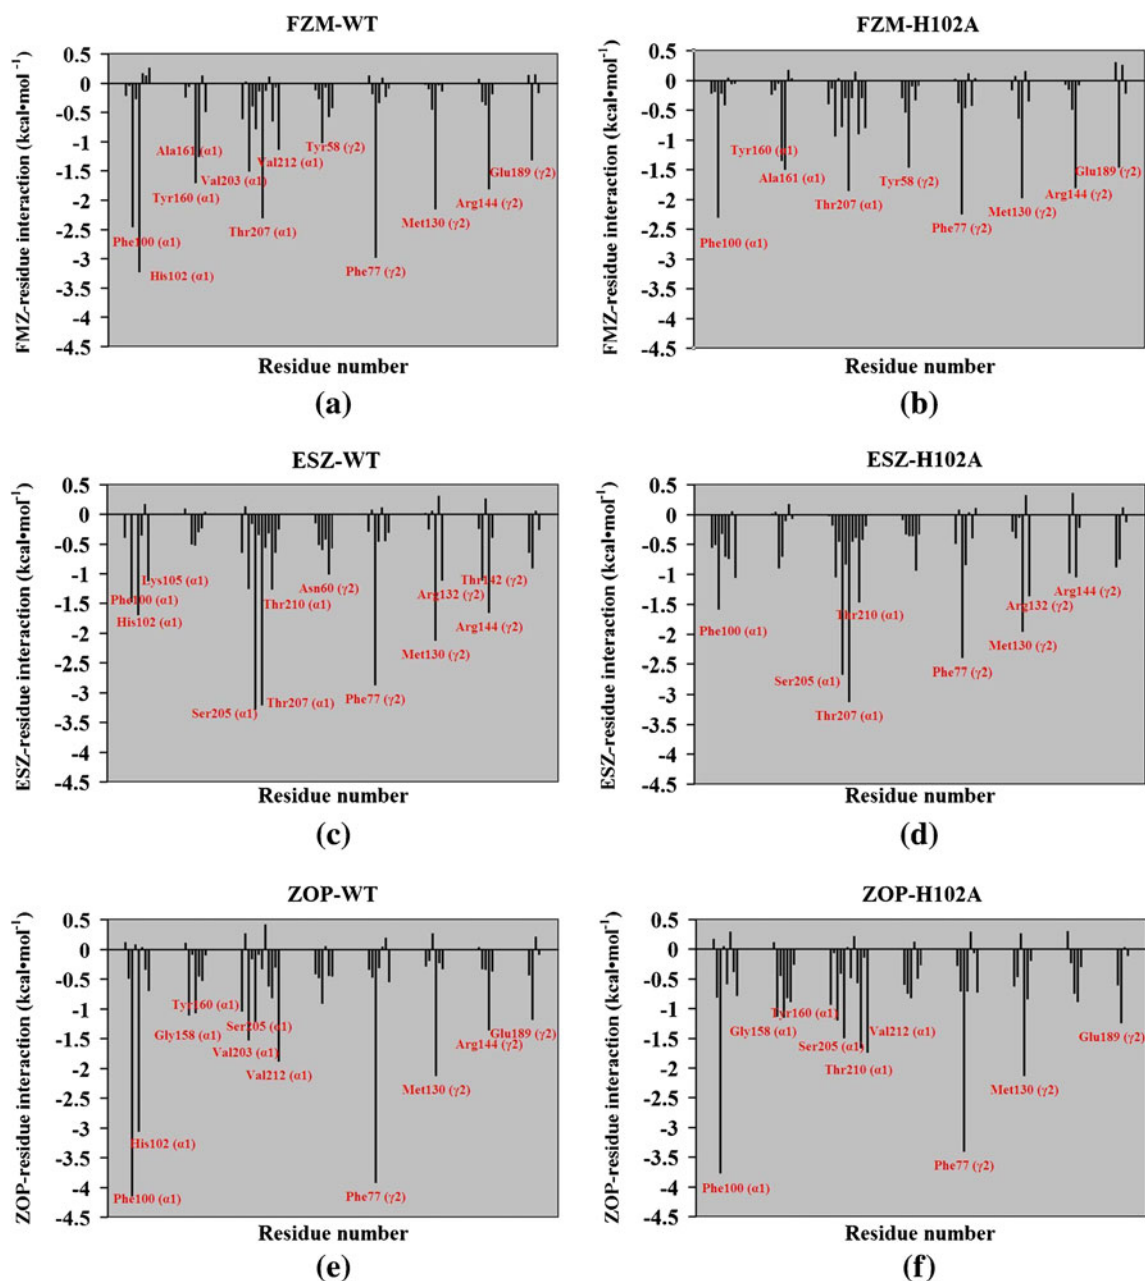 FZM-WT
FMZ-residue interaction (kcal•mol⁻¹)
0.5
0
-0.5
-1
-1.5
-2
-2.5
-3
-3.5
-4
-4.5
Ala161 (α1)
Tyr58 (γ2)
Val212 (α1)
Glu189 (γ2)
Val203 (α1)
Tyr160 (α1)
Arg144 (γ2)
Met130 (γ2)
Thr207 (α1)
Phe100 (α1)
Phe77 (γ2)
His102 (α1)
Residue number
(a)
FZM-H102A
FMZ-residue interaction (kcal•mol⁻¹)
0.5
0
-0.5
-1
-1.5
-2
-2.5
-3
-3.5
-4
-4.5
Tyr160 (α1)
Glu189 (γ2)
Ala161 (α1)
Tyr58 (γ2)
Thr207 (α1)
Arg144 (γ2)
Met130 (γ2)
Phe77 (γ2)
Phe100 (α1)
Residue number
(b)
ESZ-WT
ESZ-residue interaction (kcal•mol⁻¹)
0.5
0
-0.5
-1
-1.5
-2
-2.5
-3
-3.5
-4
-4.5
Lys105 (α1)
Thr142 (γ2)
Asn60 (γ2)
Arg132 (γ2)
Phe100 (α1)
Thr210 (α1)
His102 (α1)
Arg144 (γ2)
Met130 (γ2)
Phe77 (γ2)
Thr207 (α1)
Ser205 (α1)
Residue number
(c)
ESZ-H102A
ESZ-residue interaction (kcal•mol⁻¹)
0.5
0
-0.5
-1
-1.5
-2
-2.5
-3
-3.5
-4
-4.5
Arg144 (γ2)
Arg132 (γ2)
Phe100 (α1)
Thr210 (α1)
Met130 (γ2)
Phe77 (γ2)
Ser205 (α1)
Thr207 (α1)
Residue number
(d)
ZOP-WT
ZOP-residue interaction (kcal•mol⁻¹)
0.5
0
-0.5
-1
-1.5
-2
-2.5
-3
-3.5
-4
-4.5
Tyr160 (α1)
Ser205 (α1)
Gly158 (α1)
Glu189 (γ2)
Arg144 (γ2)
Val203 (α1)
Val212 (α1)
Met130 (γ2)
His102 (α1)
Phe100 (α1)
Phe77 (γ2)
Residue number
(e)
ZOP-H102A
ZOP-residue interaction (kcal•mol⁻¹)
0.5
0
-0.5
-1
-1.5
-2
-2.5
-3
-3.5
-4
-4.5
Tyr160 (α1)
Gly158 (α1)
Val212 (α1)
Ser205 (α1)
Glu189 (γ2)
Thr210 (α1)
Met130 (γ2)
Phe77 (γ2)
Phe100 (α1)
Residue number
(f)